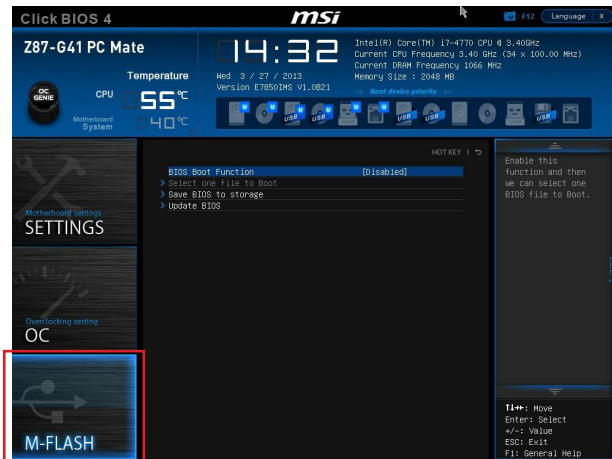 Click BIOS 4
msi
F12
Language
X
Z87-G41 PC Mate
14:32
Wed 3 / 27 / 2013
Version E7850IMS V1.0B21
Intel(R) Core(TM) i7-4770 CPU @ 3.40GHz
Current CPU Frequency 3.40 GHz (34 x 100.00 MHz)
Current DRAM Frequency 1066 MHz
Memory Size : 2048 MB
Boot device priority
Temperature
OC
GENIE
CPU
55°C
Motherboard
System
40°C
U
U
USB
U
USB
U
U
U
USB
U
USB
U
USB
HOT KEY
BIOS Boot Function [Disabled]
Select one file to Boot
Save BIOS to storage
Update BIOS
Enable this
function and then
we can select one
BIOS file to Boot.
Motherboard settings
SETTINGS
Overclocking setting
OC
M-FLASH
↑↓→←: Move
Enter: Select
+/-: Value
ESC: Exit
F1: General Help